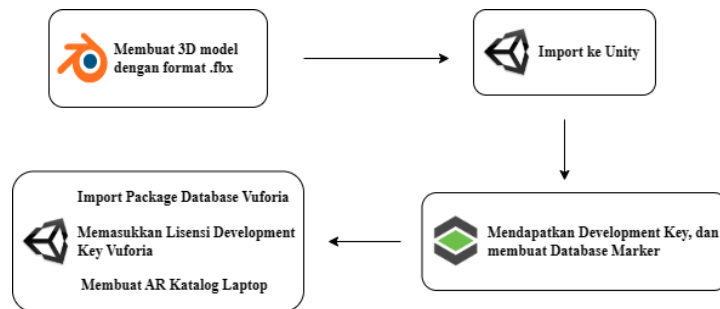 Membuat 3D model
dengan format .fbx
Import ke Unity
Mendapatkan Development Key, dan
membuat Database Marker
Import Package Database Vuforia
Memasukkan Lisensi Development
Key Vuforia
Membuat AR Katalog Laptop